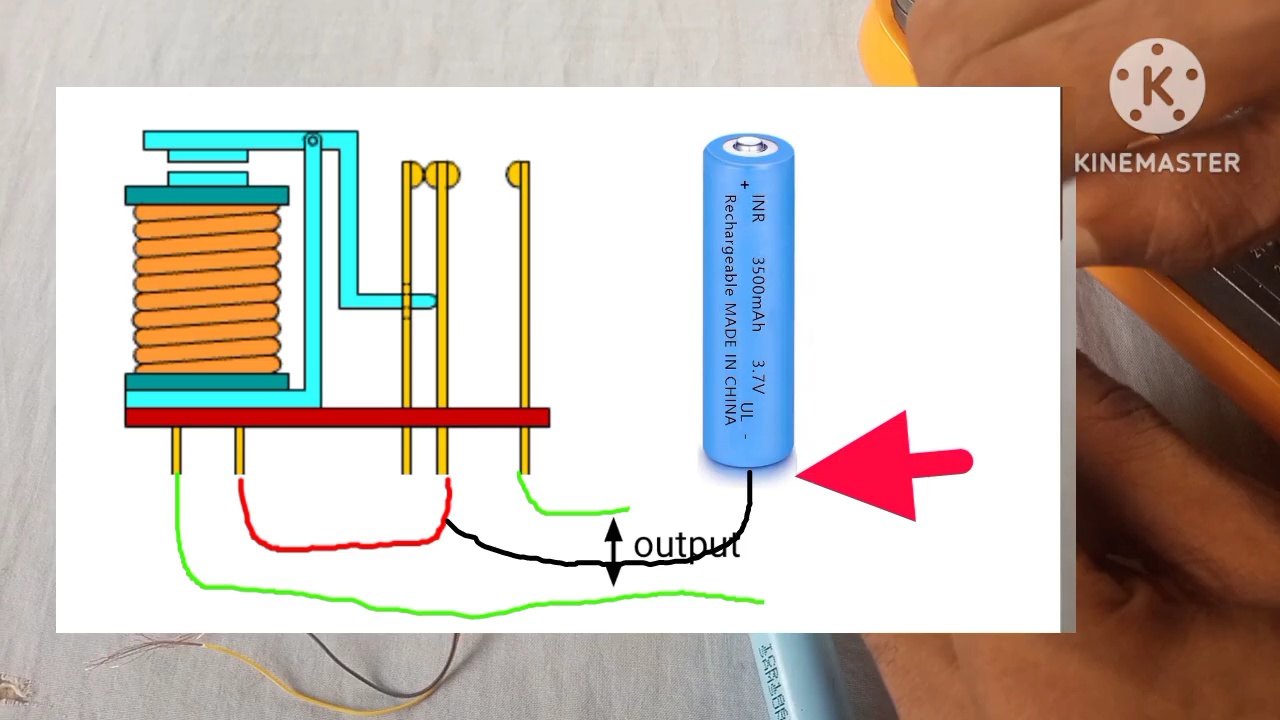 KINEMASTER
+ INR 3500mAh 3.7V UL -
Rechargeable MADE IN CHINA
output